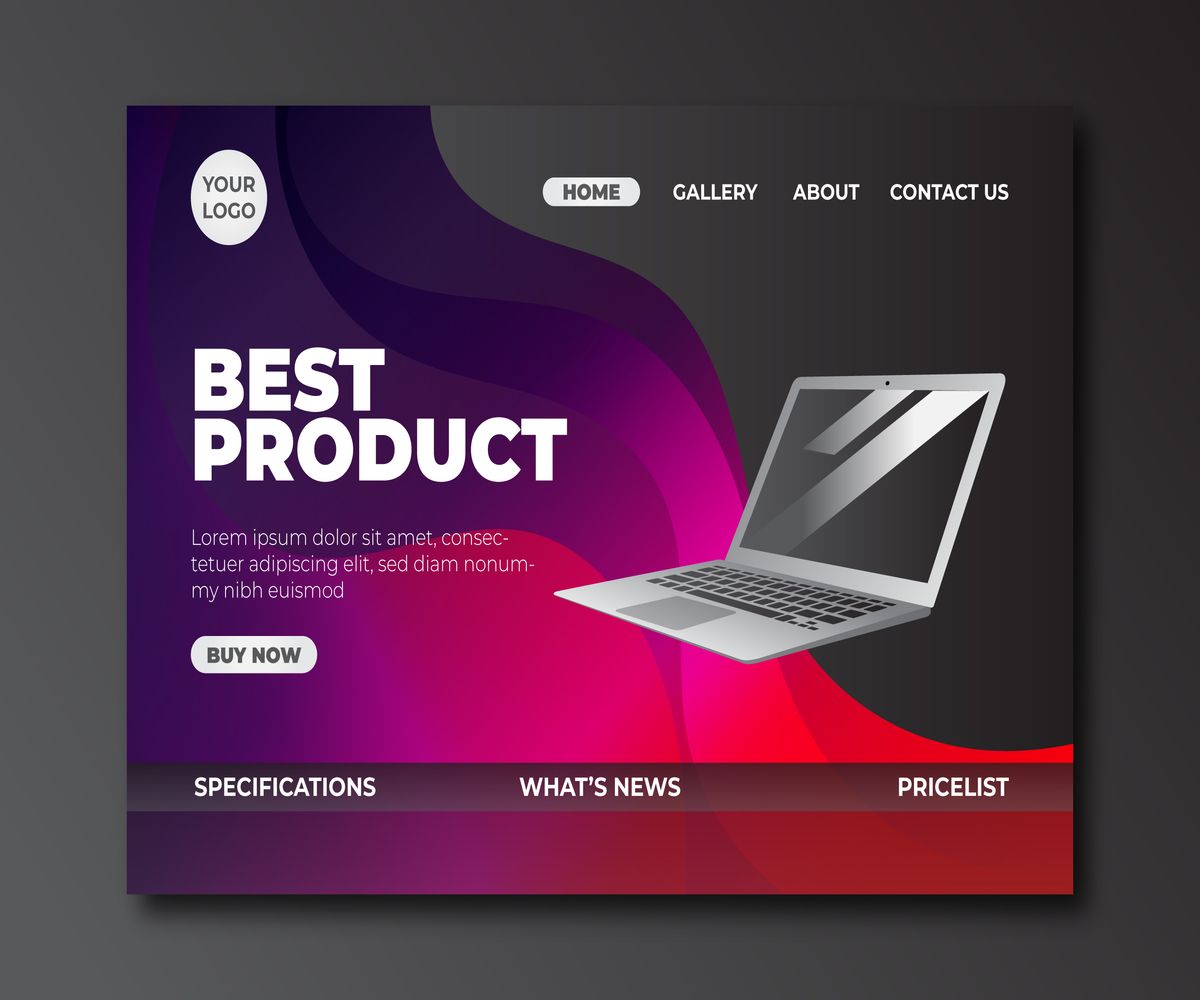 YOUR
LOGO
HOME GALLERY ABOUT CONTACT US
BEST
PRODUCT
Lorem ipsum dolor sit amet, consec-
tetuer adipiscing elit, sed diam nonum-
my nibh euismod
BUY NOW
SPECIFICATIONS WHAT’S NEWS PRICELIST